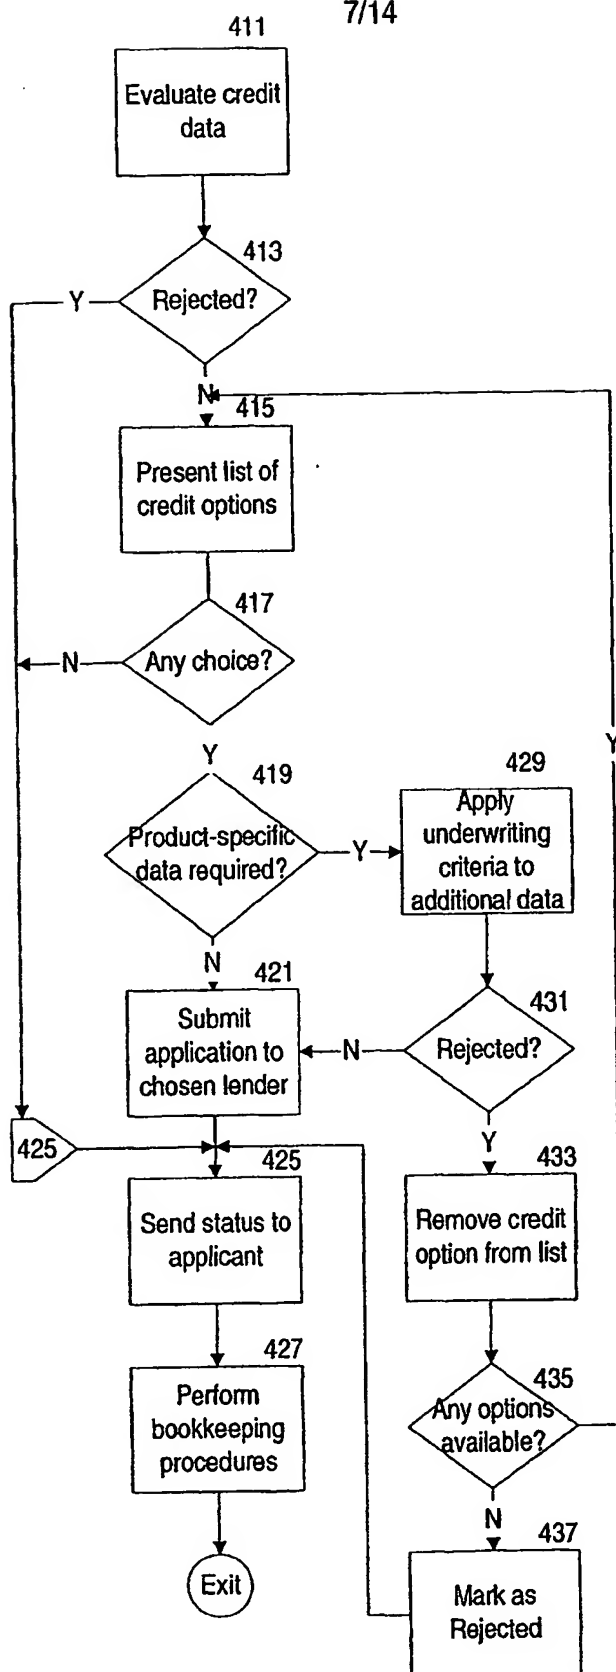 7/14
411
Evaluate credit
data
413
Rejected?
Y
N
415
Present list of
credit options
417
Any choice?
N
Y
Y
419
Product-specific
data required?
Y
429
Apply
underwriting
criteria to
additional data
N
421
Submit
application to
chosen lender
431
Rejected?
N
Y
425
425
Send status to
applicant
433
Remove credit
option from list
427
Perform
bookkeeping
procedures
435
Any options
available?
N
Exit
437
Mark as
Rejected